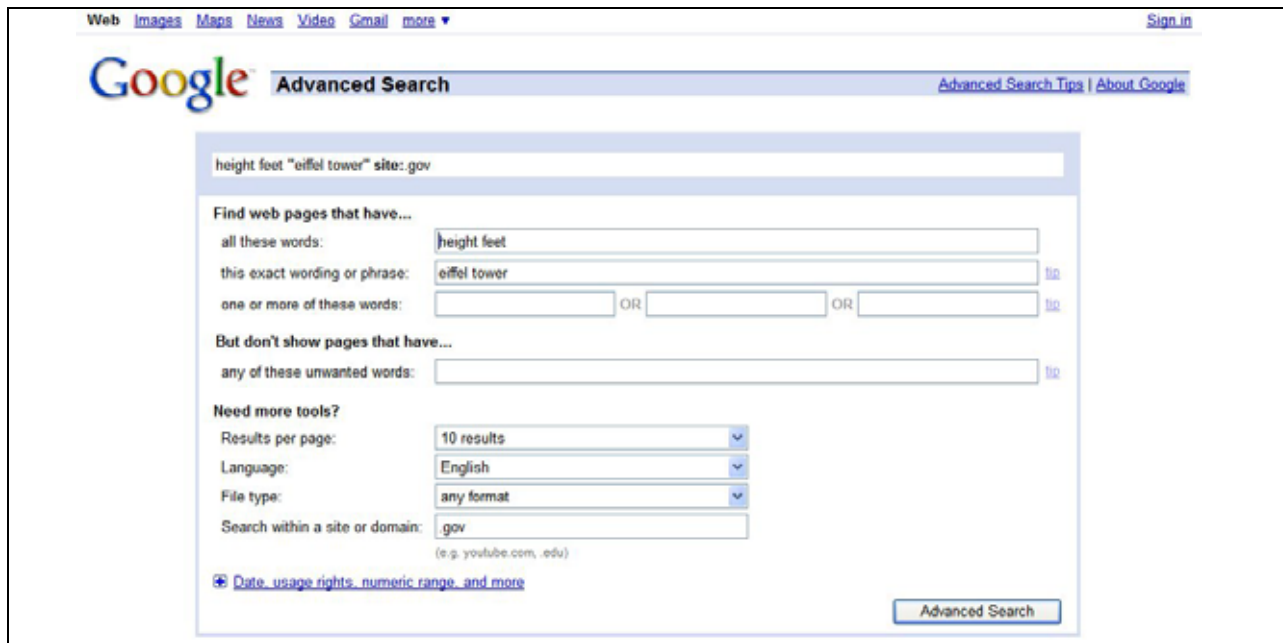 Web Images Maps News Video Gmail more ▼ Sign in
Google™ Advanced Search Advanced Search Tips | About Google
height feet "eiffel tower" site:.gov
Find web pages that have...
all these words: height feet
this exact wording or phrase: eiffel tower tip
one or more of these words: OR OR tip
But don't show pages that have...
any of these unwanted words: tip
Need more tools?
Results per page: 10 results
Language: English
File type: any format
Search within a site or domain: .gov
(e.g. youtube.com, .edu)
Date, usage rights, numeric range, and more
Advanced Search